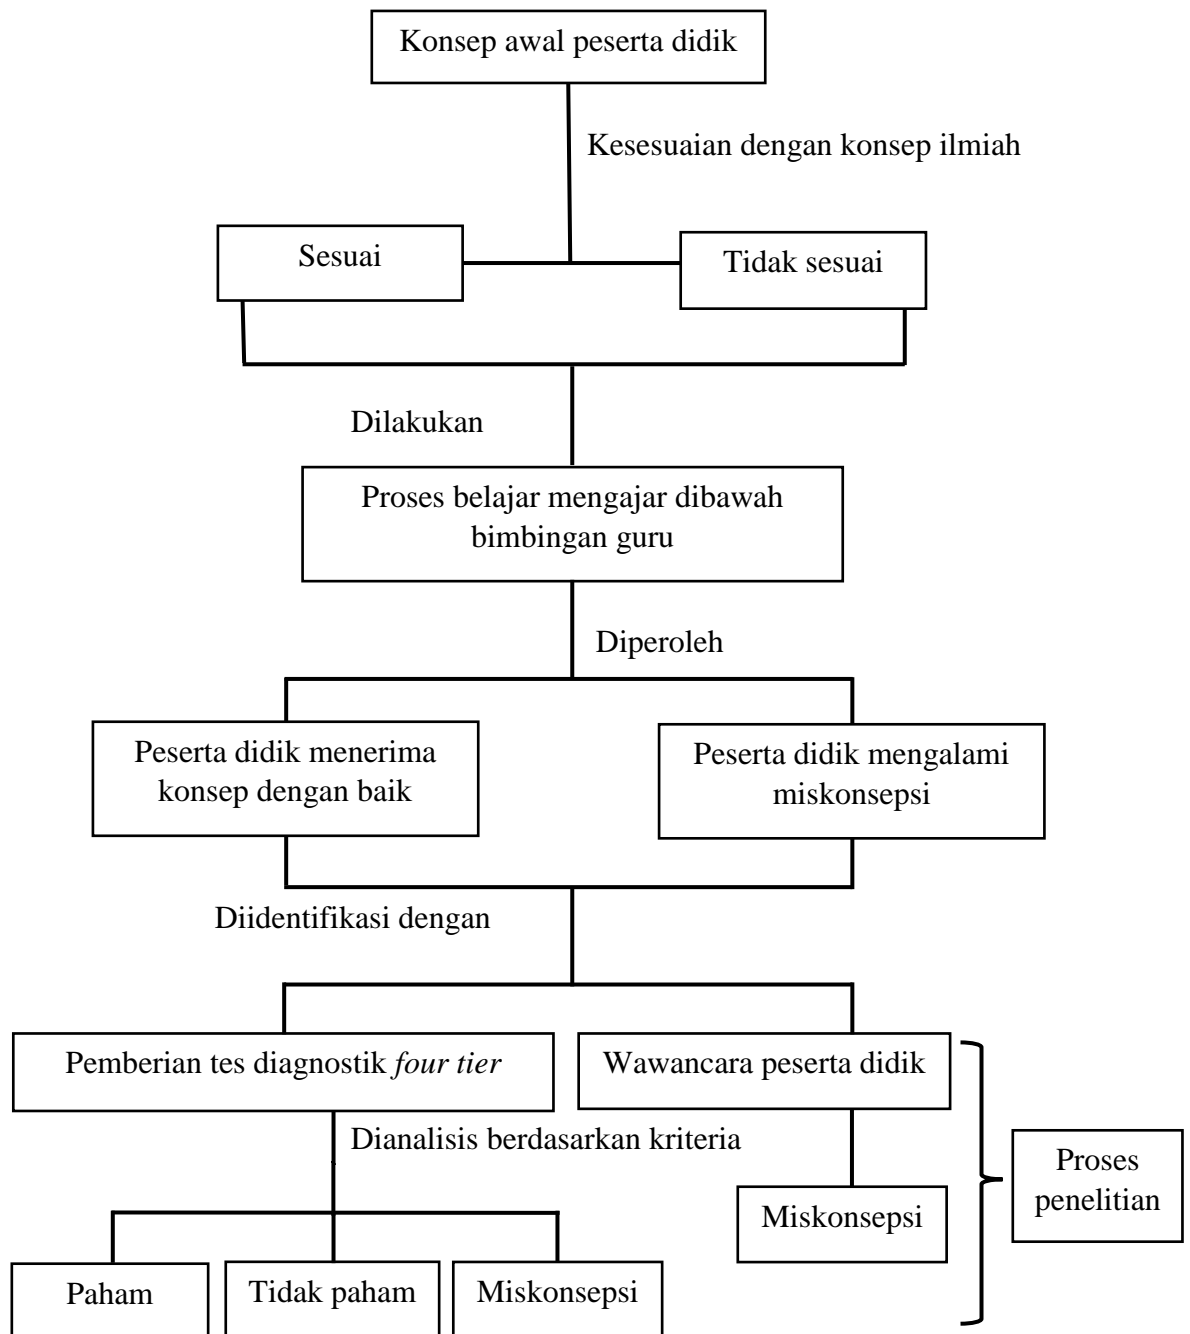 Konsep awal peserta didik
Kesesuaian dengan konsep ilmiah
Sesuai
Tidak sesuai
Dilakukan
Proses belajar mengajar dibawah
bimbingan guru
Diperoleh
Peserta didik menerima
konsep dengan baik
Peserta didik mengalami
miskonsepsi
Diidentifikasi dengan
Pemberian tes diagnostik four tier
Wawancara peserta didik
Dianalisis berdasarkan kriteria
Miskonsepsi
Proses
penelitian
Paham
Tidak paham
Miskonsepsi